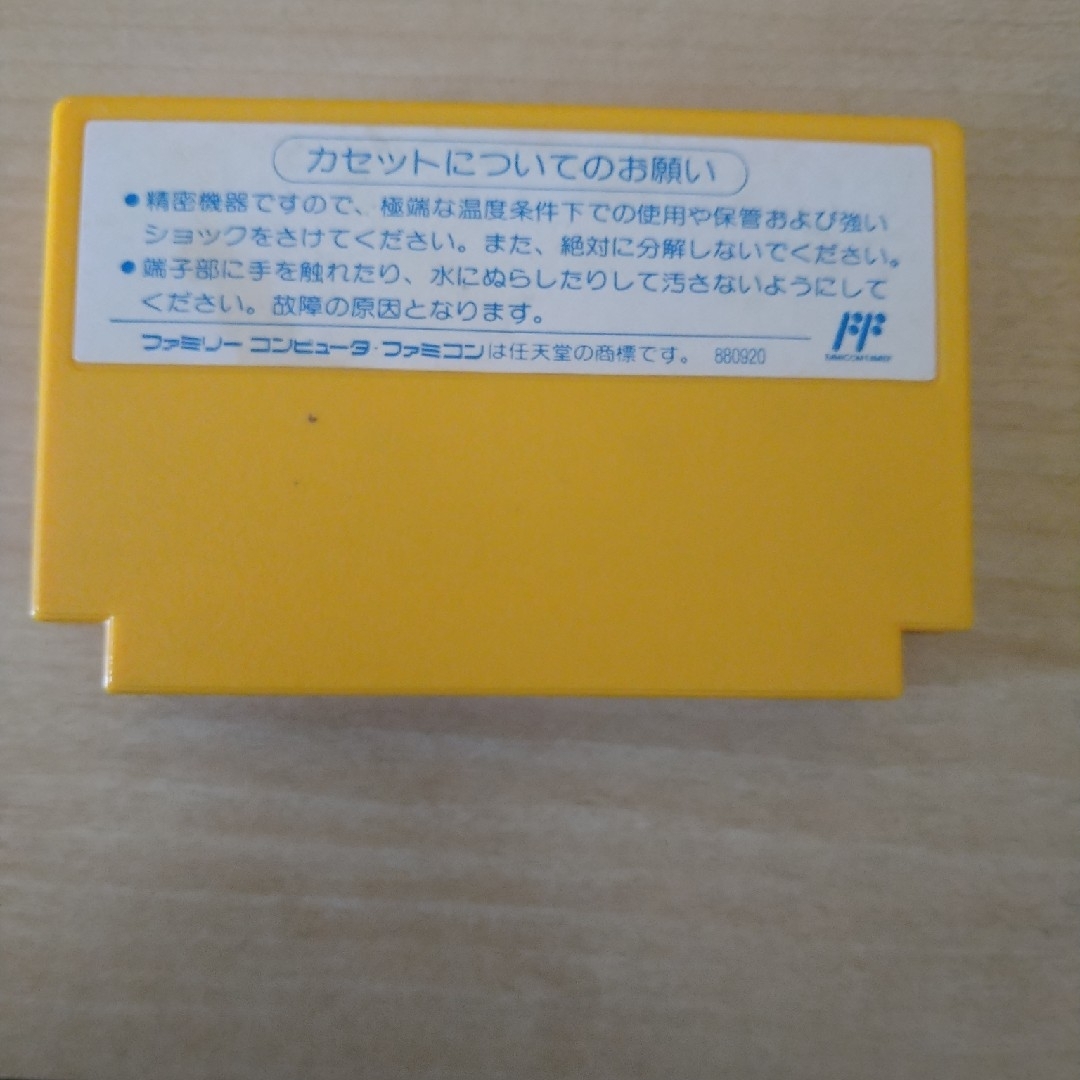 カセットについてのお願い
●精密機器ですので、極端な温度条件下での使用や保管および強い
ショックをさけてください。また、絶対に分解しないでください。
●端子部に手を触れたり、水にぬらしたりして汚さないようにして
ください。故障の原因となります。
ファミリー コンピュータ・ファミコンは任天堂の商標です。 880920
FF
FAMICOM FAMILY